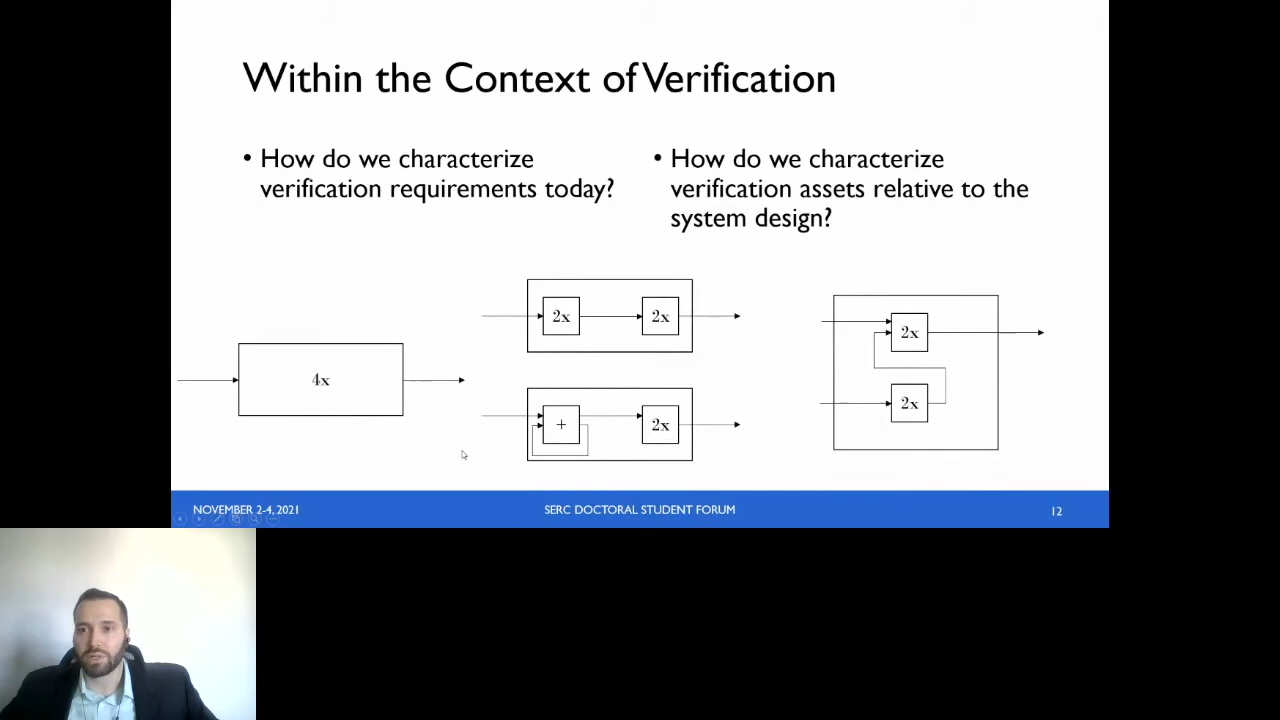 Within the Context of Verification
• How do we characterize
verification requirements today?
• How do we characterize
verification assets relative to the
system design?
4x
2x 2x
+ 2x
2x
2x
NOVEMBER 2-4, 2021 SERC DOCTORAL STUDENT FORUM 12